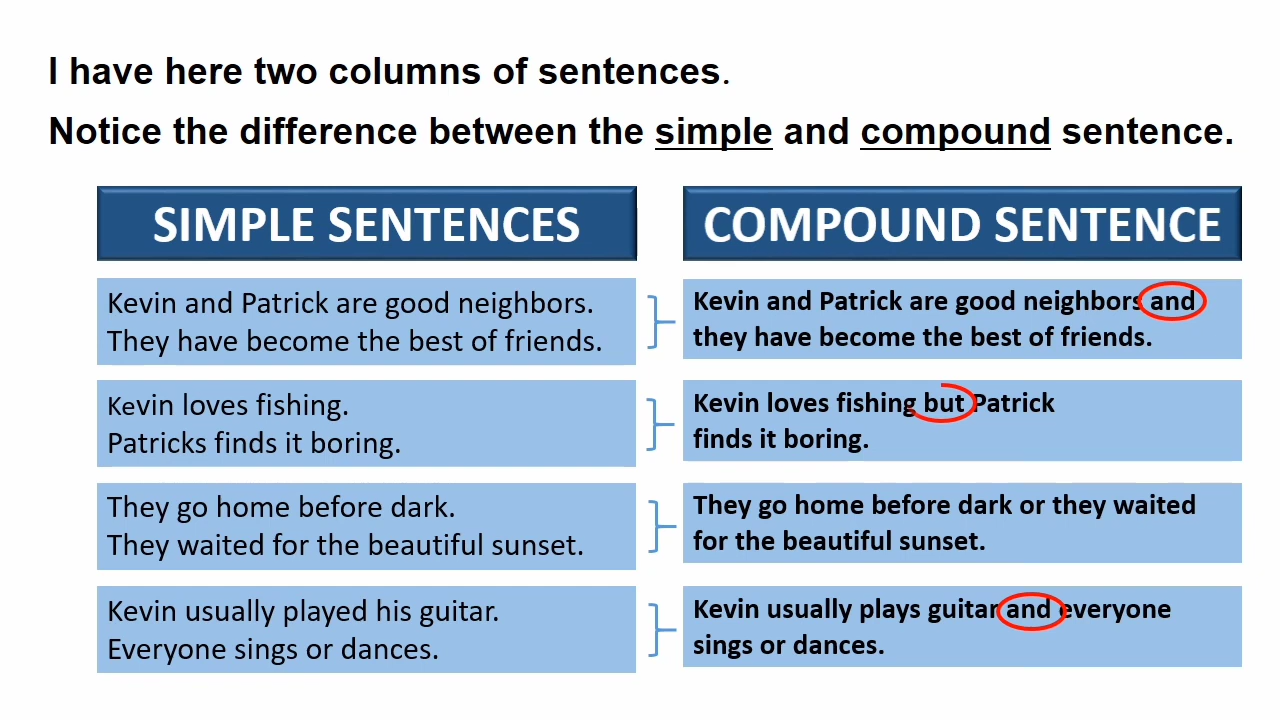 I have here two columns of sentences.
Notice the difference between the simple and compound sentence.
SIMPLE SENTENCES
COMPOUND SENTENCE
Kevin and Patrick are good neighbors.
They have become the best of friends.
Kevin and Patrick are good neighbors and
they have become the best of friends.
Kevin loves fishing.
Patricks finds it boring.
Kevin loves fishing but Patrick
finds it boring.
They go home before dark.
They waited for the beautiful sunset.
They go home before dark or they waited
for the beautiful sunset.
Kevin usually played his guitar.
Everyone sings or dances.
Kevin usually plays guitar and everyone
sings or dances.